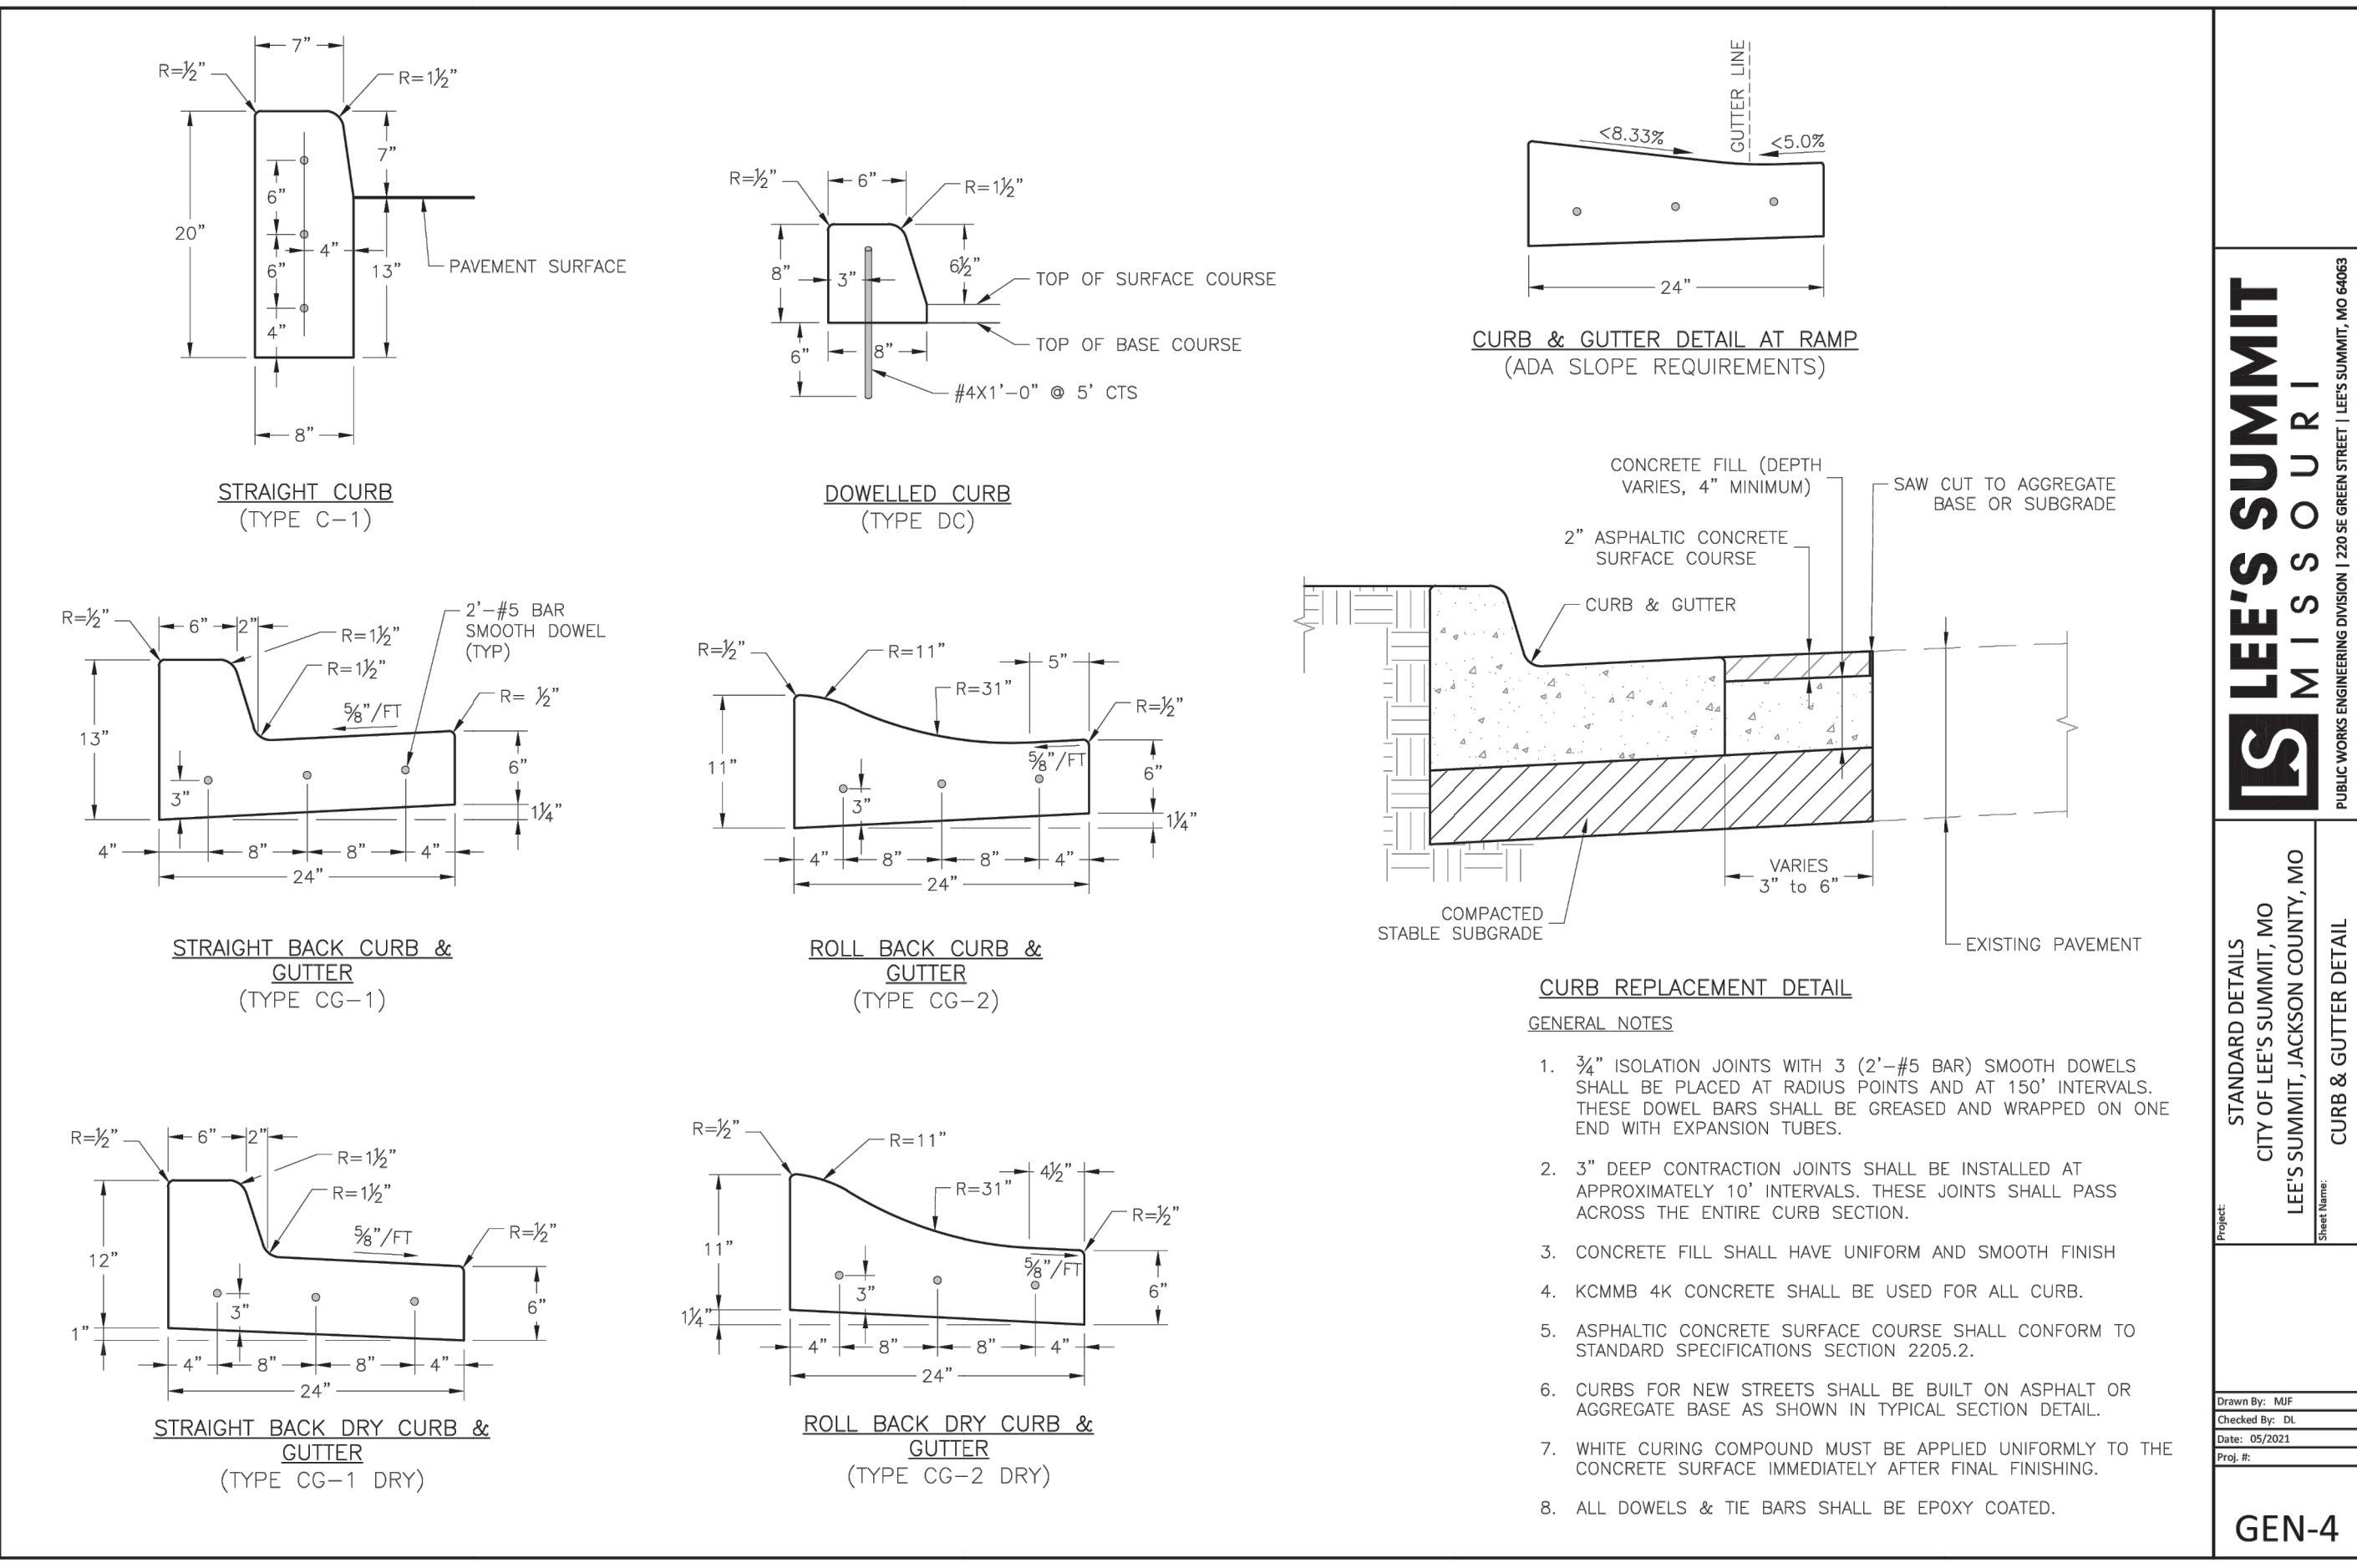 7”
R=½”
R=1½”
7”
6”
20”
4”
6”
13”
PAVEMENT SURFACE
4”
8”
STRAIGHT CURB
(TYPE C–1)
R=½”
6”
R=1½”
8”
3”
6½”
TOP OF SURFACE COURSE
TOP OF BASE COURSE
6”
8”
#4X1’–0” @ 5’ CTS
DOWELLED CURB
(TYPE DC)
GUTTER LINE
<8.33%
<5.0%
24”
CURB & GUTTER DETAIL AT RAMP
(ADA SLOPE REQUIREMENTS)
R=½”
6”
2”
R=1½”
R=1½”
2’–#5 BAR
SMOOTH DOWEL
(TYP)
R= ½”
⅝”/FT
13”
3”
6”
1¼”
4”
8”
8”
4”
24”
STRAIGHT BACK CURB &
GUTTER
(TYPE CG–1)
R=½”
R=11”
R=31”
5”
R=½”
11”
⅝”/FT
6”
3”
1¼”
4”
8”
8”
4”
24”
ROLL BACK CURB &
GUTTER
(TYPE CG–2)
CONCRETE FILL (DEPTH
VARIES, 4” MINIMUM)
SAW CUT TO AGGREGATE
BASE OR SUBGRADE
2” ASPHALTIC CONCRETE
SURFACE COURSE
CURB & GUTTER
VARIES
3” to 6”
COMPACTED
STABLE SUBGRADE
EXISTING PAVEMENT
CURB REPLACEMENT DETAIL
R=½”
6”
2”
R=1½”
R=1½”
⅝”/FT
R=½”
12”
3”
6”
1”
4”
8”
8”
4”
24”
STRAIGHT BACK DRY CURB &
GUTTER
(TYPE CG–1 DRY)
R=½”
R=11”
R=31”
4½”
R=½”
11”
⅝”/FT
3”
6”
1¼”
4”
8”
8”
4”
24”
ROLL BACK DRY CURB &
GUTTER
(TYPE CG–2 DRY)
GENERAL NOTES
1. ¾” ISOLATION JOINTS WITH 3 (2’–#5 BAR) SMOOTH DOWELS
SHALL BE PLACED AT RADIUS POINTS AND AT 150’ INTERVALS.
THESE DOWEL BARS SHALL BE GREASED AND WRAPPED ON ONE
END WITH EXPANSION TUBES.
2. 3” DEEP CONTRACTION JOINTS SHALL BE INSTALLED AT
APPROXIMATELY 10’ INTERVALS. THESE JOINTS SHALL PASS
ACROSS THE ENTIRE CURB SECTION.
3. CONCRETE FILL SHALL HAVE UNIFORM AND SMOOTH FINISH
4. KCMMB 4K CONCRETE SHALL BE USED FOR ALL CURB.
5. ASPHALTIC CONCRETE SURFACE COURSE SHALL CONFORM TO
STANDARD SPECIFICATIONS SECTION 2205.2.
6. CURBS FOR NEW STREETS SHALL BE BUILT ON ASPHALT OR
AGGREGATE BASE AS SHOWN IN TYPICAL SECTION DETAIL.
7. WHITE CURING COMPOUND MUST BE APPLIED UNIFORMLY TO THE
CONCRETE SURFACE IMMEDIATELY AFTER FINAL FINISHING.
8. ALL DOWELS & TIE BARS SHALL BE EPOXY COATED.
LS
LEE'S SUMMIT
MISSOURI
PUBLIC WORKS ENGINEERING DIVISION | 220 SE GREEN STREET | LEE'S SUMMIT, MO 64063
Project:
STANDARD DETAILS
CITY OF LEE'S SUMMIT, MO
LEE'S SUMMIT, JACKSON COUNTY, MO
Sheet Name:
CURB & GUTTER DETAIL
Drawn By: MJF
Checked By: DL
Date: 05/2021
Proj. #:
GEN-4